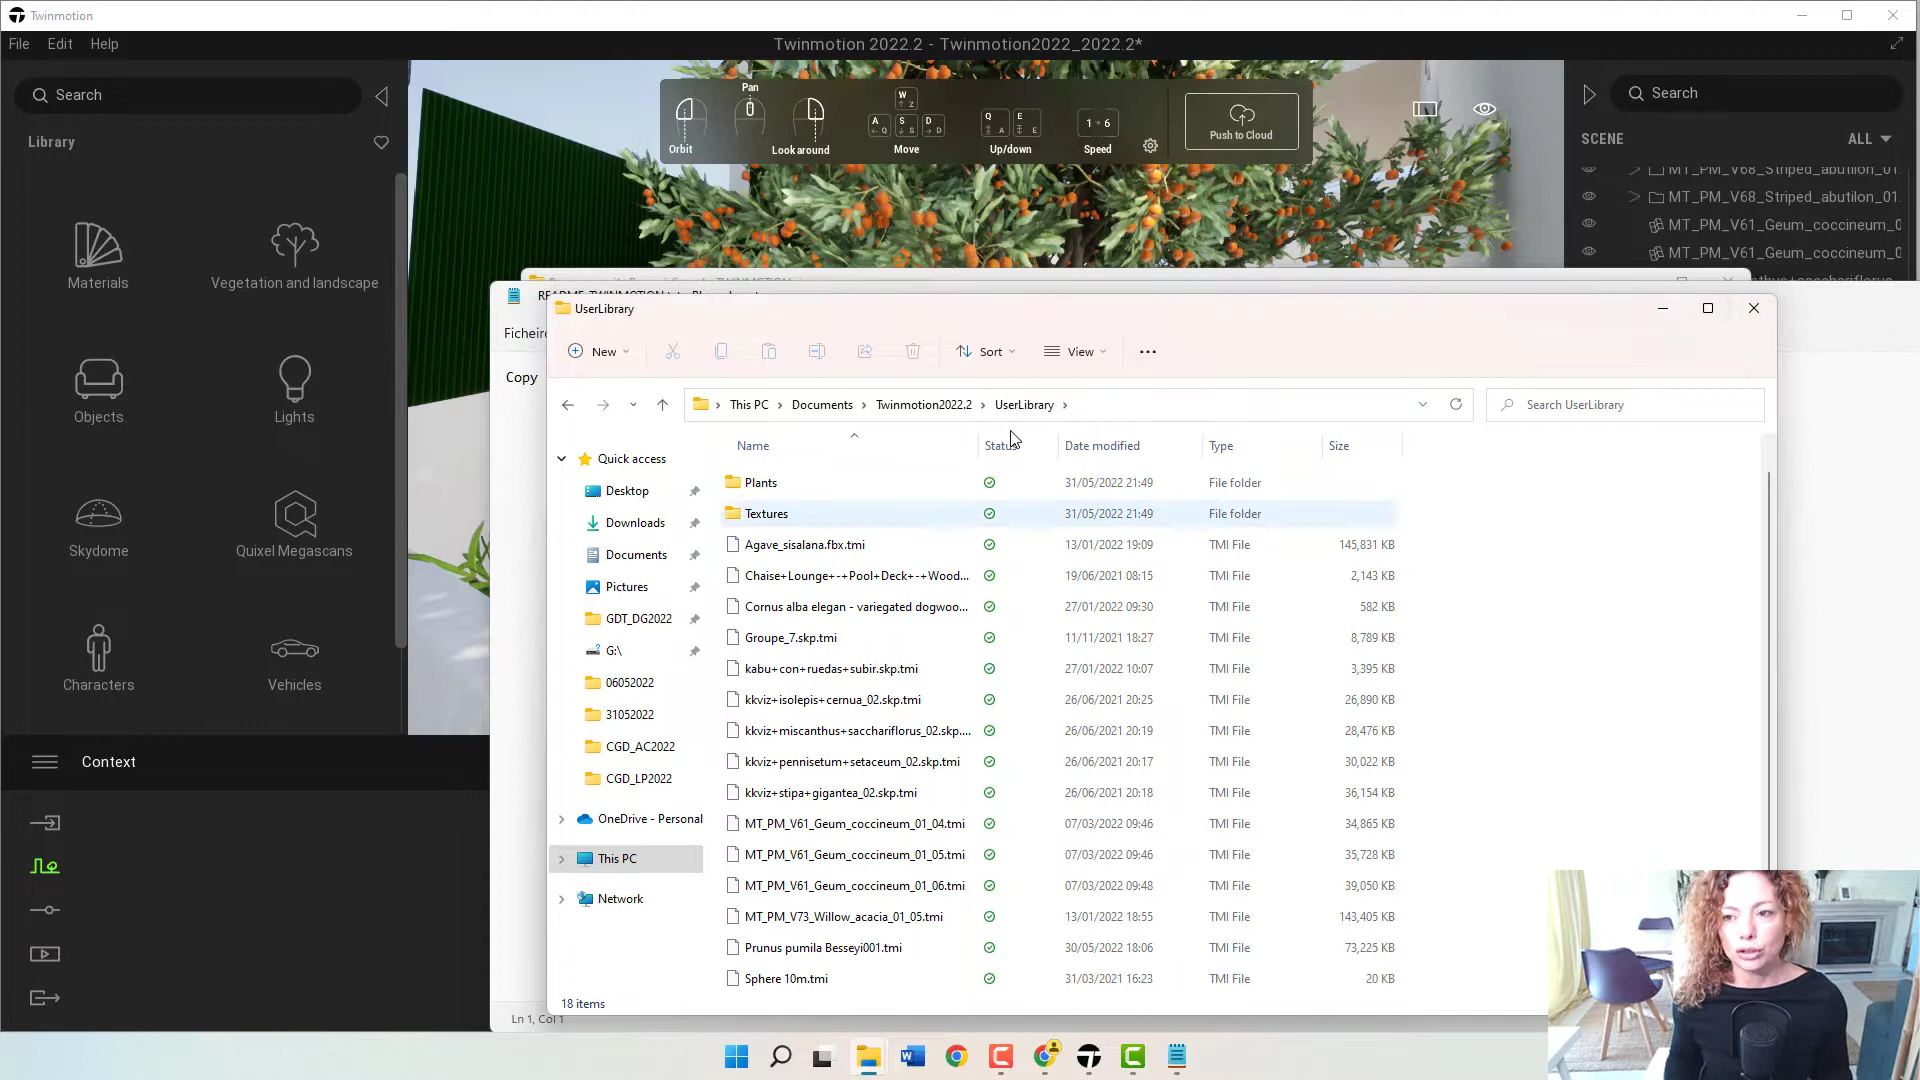 Twinmotion
File Edit Help
Twinmotion 2022.2 - Twinmotion2022_2022.2*
Search
Library
Materials
Vegetation and landscape
Objects
Lights
Skydome
Quixel Megascans
Characters
Vehicles
Context
Orbit
Pan
Look around
W
Z
A Q S S D D
Move
Q A E E
Up/down
1 → 6
Speed
Push to Cloud
Search
SCENE
ALL
MT_PM_V68_Striped_abutilon_01
MT_PM_V68_Striped_abutilon_01
MT_PM_V61_Geum_coccineum_0
MT_PM_V61_Geum_coccineum_0
Ficheiro
Copy
Ln 1, Col 1
UserLibrary
New
Sort
View
This PC › Documents › Twinmotion2022.2 › UserLibrary ›
Search UserLibrary
Name Status Date modified Type Size
Quick access
Desktop
Downloads
Documents
Pictures
GDT_DG2022
G:\
06052022
31052022
CGD_AC2022
CGD_LP2022
OneDrive - Personal
This PC
Network
Plants 31/05/2022 21:49 File folder
Textures 31/05/2022 21:49 File folder
Agave_sisalana.fbx.tmi 13/01/2022 19:09 TMI File 145,831 KB
Chaise+Lounge+-+Pool+Deck+-+Wood... 19/06/2021 08:15 TMI File 2,143 KB
Cornus alba elegan - variegated dogwoo... 27/01/2022 09:30 TMI File 582 KB
Groupe_7.skp.tmi 11/11/2021 18:27 TMI File 8,789 KB
kabu+con+ruedas+subir.skp.tmi 27/01/2022 10:07 TMI File 3,395 KB
kkviz+isolepis+cernua_02.skp.tmi 26/06/2021 20:25 TMI File 26,890 KB
kkviz+miscanthus+sacchariflorus_02.skp.... 26/06/2021 20:19 TMI File 28,476 KB
kkviz+pennisetum+setaceum_02.skp.tmi 26/06/2021 20:17 TMI File 30,022 KB
kkviz+stipa+gigantea_02.skp.tmi 26/06/2021 20:18 TMI File 36,154 KB
MT_PM_V61_Geum_coccineum_01_04.tmi 07/03/2022 09:46 TMI File 34,865 KB
MT_PM_V61_Geum_coccineum_01_05.tmi 07/03/2022 09:46 TMI File 35,728 KB
MT_PM_V61_Geum_coccineum_01_06.tmi 07/03/2022 09:48 TMI File 39,050 KB
MT_PM_V73_Willow_acacia_01_05.tmi 13/01/2022 18:55 TMI File 143,405 KB
Prunus pumila Besseyi001.tmi 30/05/2022 18:06 TMI File 73,225 KB
Sphere 10m.tmi 31/03/2021 16:23 TMI File 20 KB
18 items